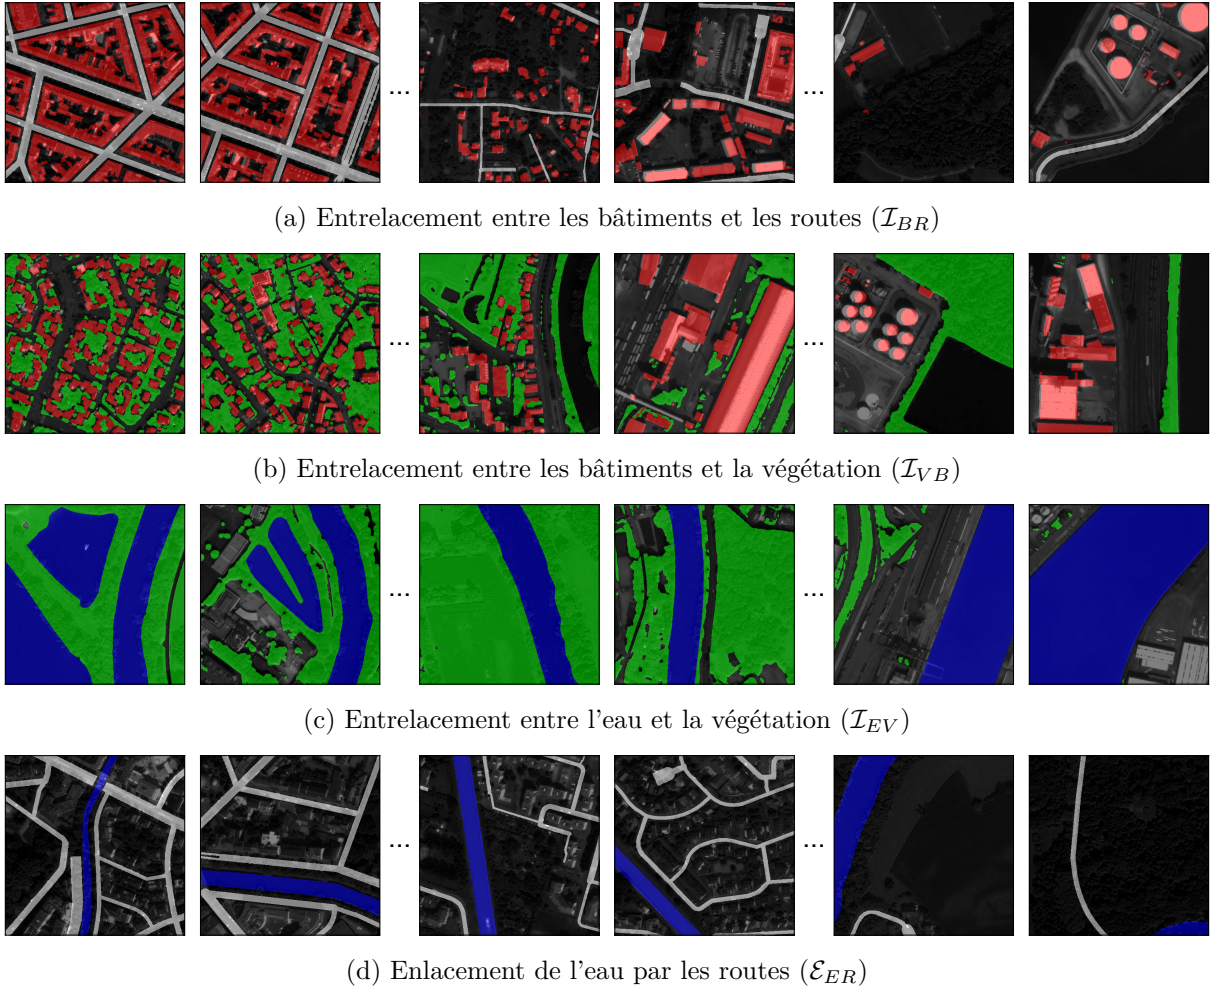 ... ...
(a) Entrelacement entre les bâtiments et les routes (𝓘_BR)
... ...
(b) Entrelacement entre les bâtiments et la végétation (𝓘_VB)
... ...
(c) Entrelacement entre l'eau et la végétation (𝓘_EV)
... ...
(d) Enlacement de l'eau par les routes (𝓔_ER)